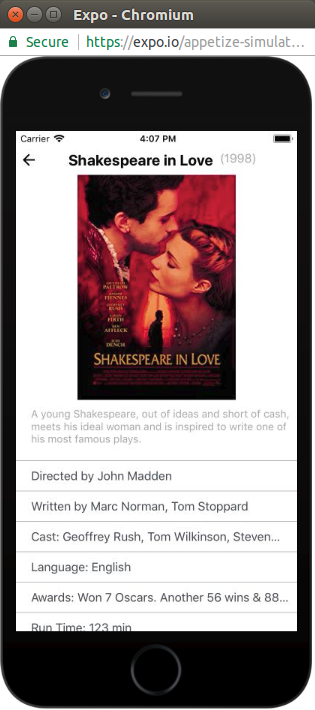 Expo - Chromium
Secure
https://expo.io/appetize-simulat...
Carrier
4:07 PM
Shakespeare in Love (1998)
GWYNETH
PALTROW
JOSEPH
FIENNES
GEOFFREY
RUSH
COLIN
FIRTH
BEN
AFFLECK
JUDI
DENCH
SHAKESPEARE IN LOVE
A young Shakespeare, out of ideas and short of cash,
meets his ideal woman and is inspired to write one of
his most famous plays.
Directed by John Madden
Written by Marc Norman, Tom Stoppard
Cast: Geoffrey Rush, Tom Wilkinson, Steven...
Language: English
Awards: Won 7 Oscars. Another 56 wins & 88...
Run Time: 123 min